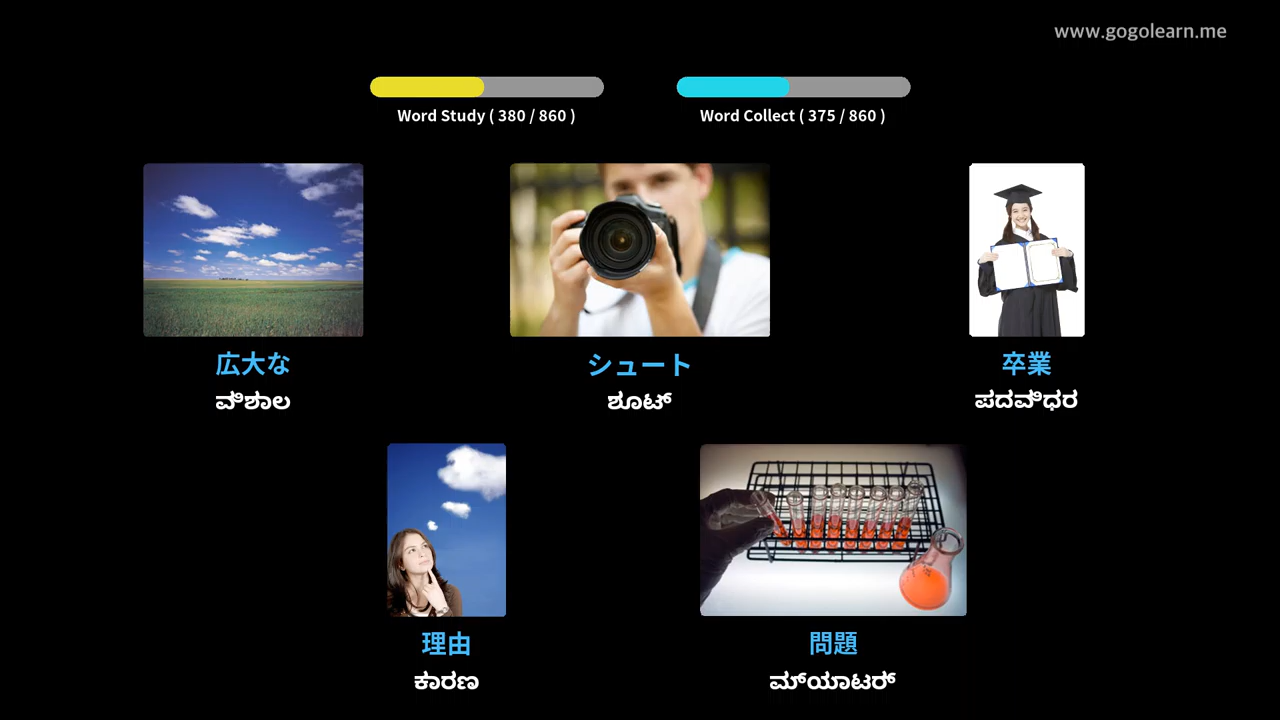 www.gogolearn.me
Word Study ( 380 / 860 )
Word Collect ( 375 / 860 )
広大な
ವಿಶಾಲ
シュート
ಶೂಟ್
卒業
ಪದವಿಧರ
理由
ಕಾರಣ
問題
ಮ್ಯಾಟರ್